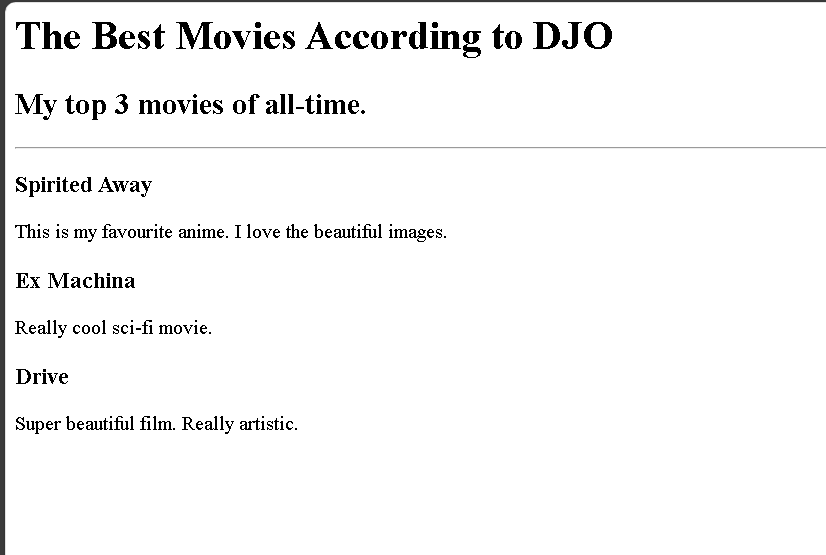 The Best Movies According to DJO
My top 3 movies of all-time.
Spirited Away
This is my favourite anime. I love the beautiful images.
Ex Machina
Really cool sci-fi movie.
Drive
Super beautiful film. Really artistic.